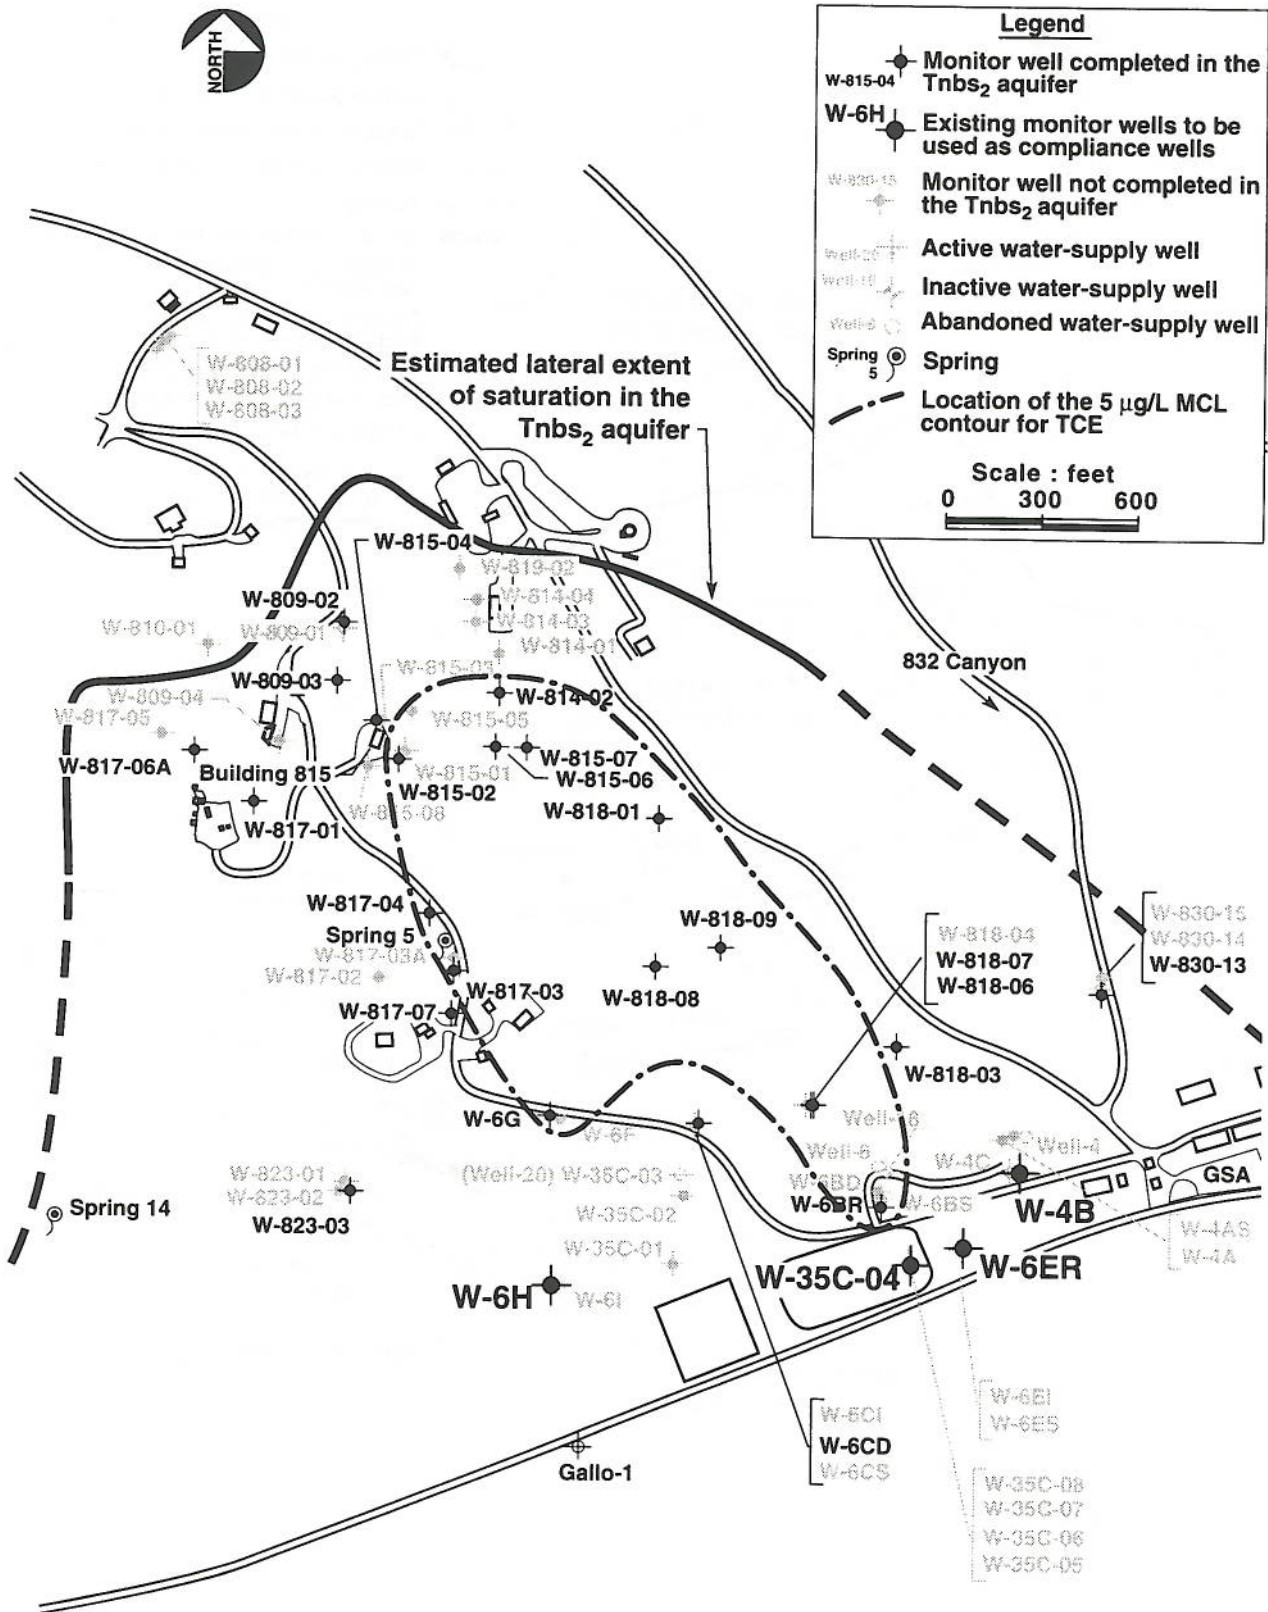 NORTH
Legend
W-815-04
Monitor well completed in the
Tnbs2 aquifer
W-6H
Existing monitor wells to be
used as compliance wells
W-830-15
Monitor well not completed in
the Tnbs2 aquifer
Well-20
Active water-supply well
Inactive water-supply well
Well-6
Abandoned water-supply well
Spring
5
Spring
Location of the 5 µg/L MCL
contour for TCE
Scale : feet
0 300 600
W-808-01
W-808-02
W-808-03
Estimated lateral extent
of saturation in the
Tnbs2 aquifer
W-815-04
W-819-02
W-814-04
W-814-03
W-814-01
W-809-02
W-809-01
W-810-01
W-809-03
W-815-03
W-814-02
832 Canyon
W-809-04
W-817-05
W-815-05
W-817-06A
Building 815
W-815-01
W-815-07
W-815-06
W-815-02
W-815-08
W-818-01
W-817-01
W-817-04
Spring 5
W-817-03A
W-817-02
W-818-09
W-818-04
W-818-07
W-818-06
W-830-15
W-830-14
W-830-13
W-817-03
W-817-07
W-818-08
W-818-03
W-6G
W-6F
Well-6
W-4C
Well-4
W-823-01
W-823-02
W-823-03
(Well-20) W-35C-03
W-6BD
W-6BR
W-6BS
GSA
Spring 14
W-35C-02
W-35C-01
W-4B
W-4AS
W-4A
W-6H
W-6I
W-35C-04
W-6ER
W-6EI
W-6ES
W-6CI
W-6CD
W-6CS
Gallo-1
W-35C-08
W-35C-07
W-35C-06
W-35C-05